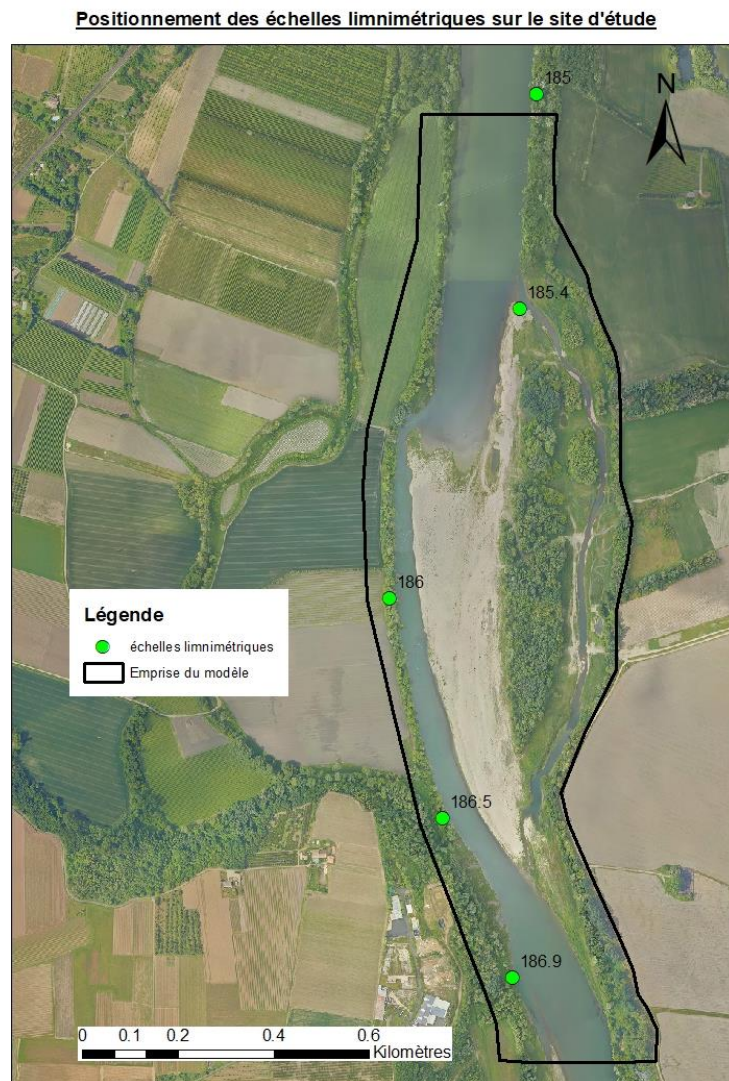 Positionnement des échelles limnimétriques sur le site d'étude
185
N
185.4
186
Légende
échelles limnimétriques
Emprise du modèle
186.5
186.9
0 0.1 0.2 0.4 0.6
Kilomètres